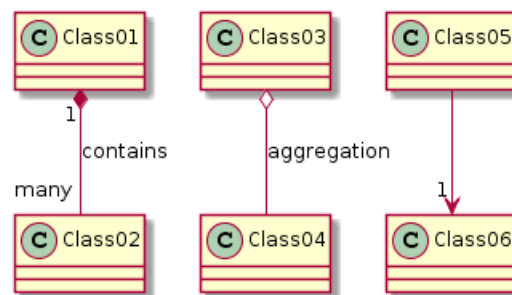 C Class01
C Class03
C Class05
1
contains
aggregation
many
1
C Class02
C Class04
C Class06